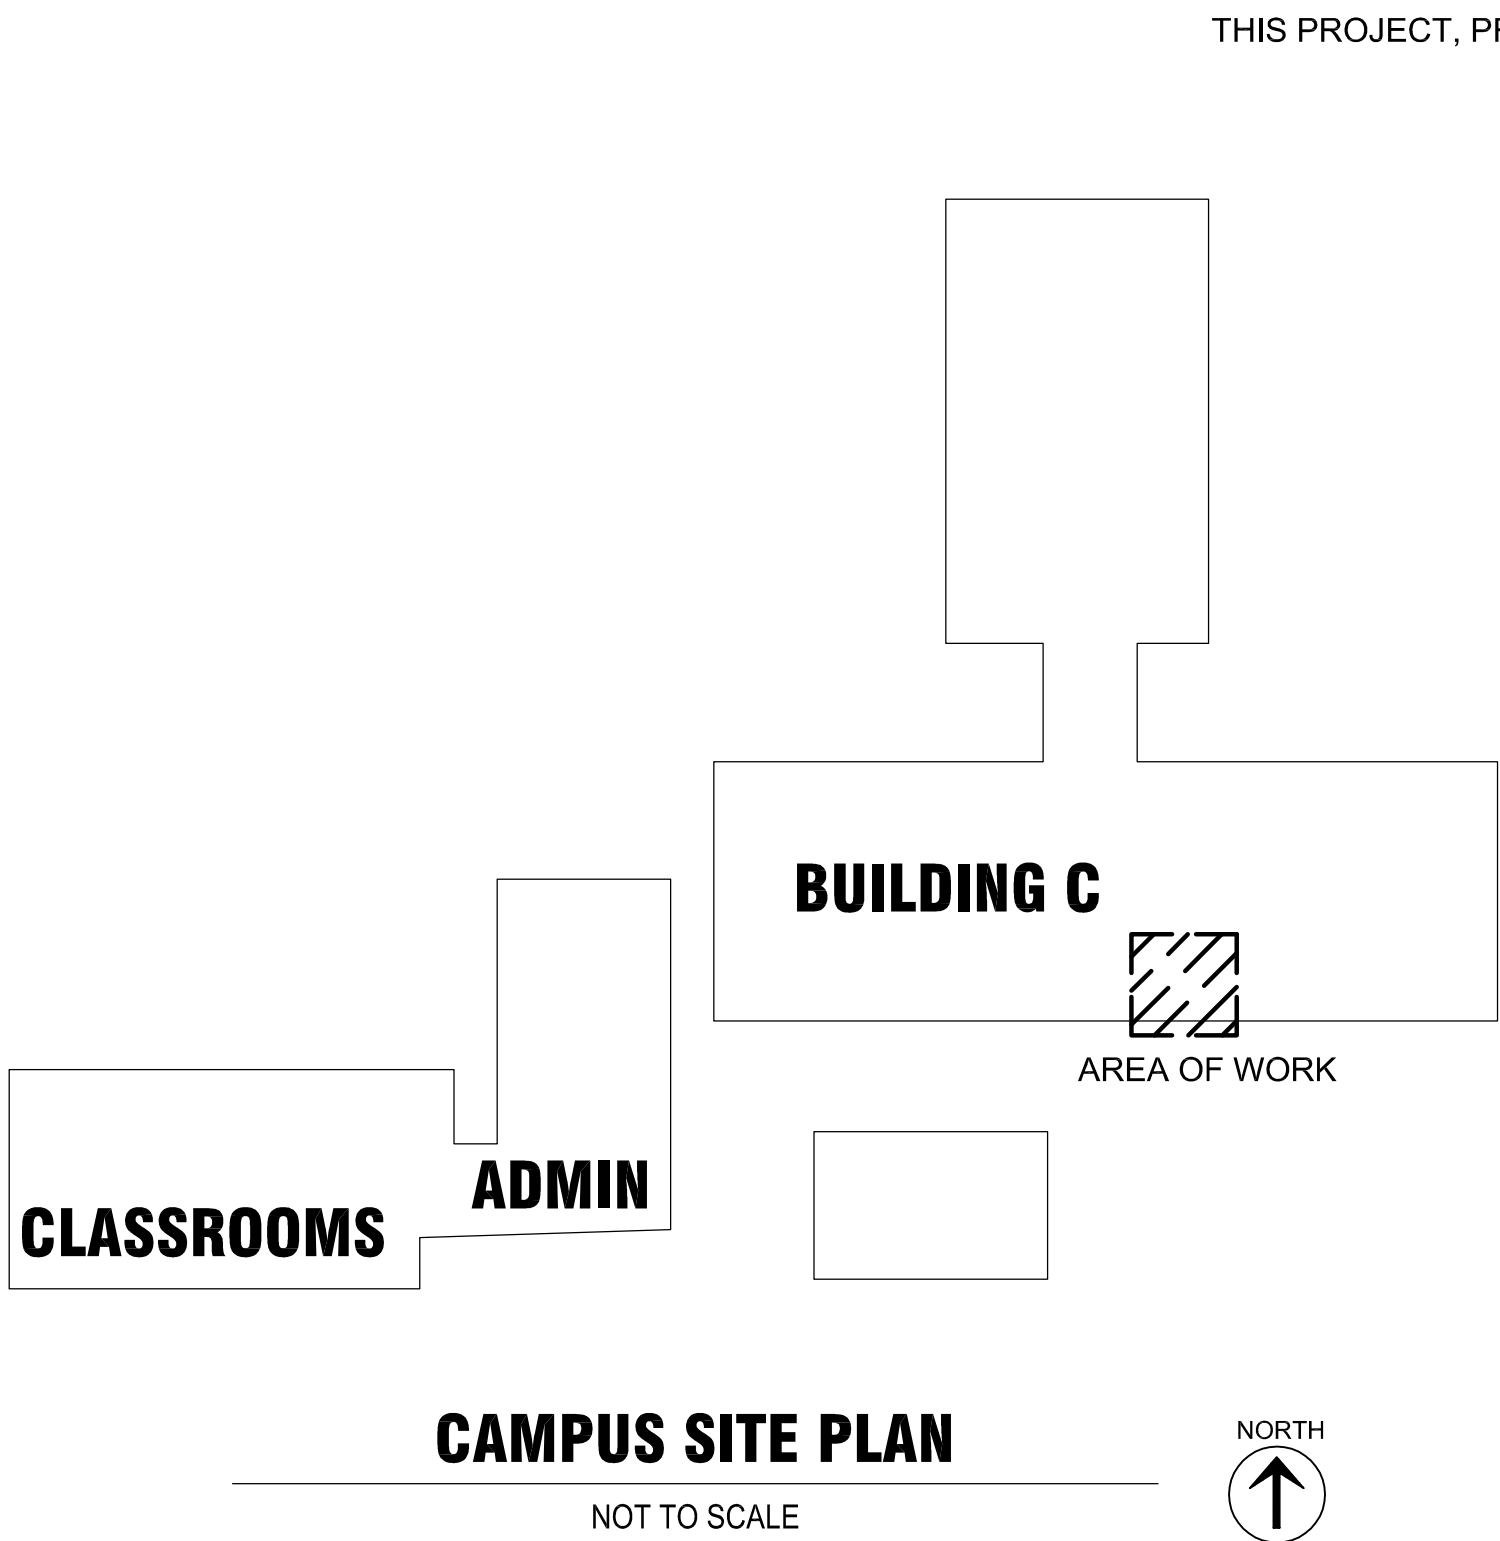 THIS PROJECT,
BUILDING C
AREA OF WORK
ADMIN
CLASSROOMS
CAMPUS SITE PLAN
NOT TO SCALE
NORTH